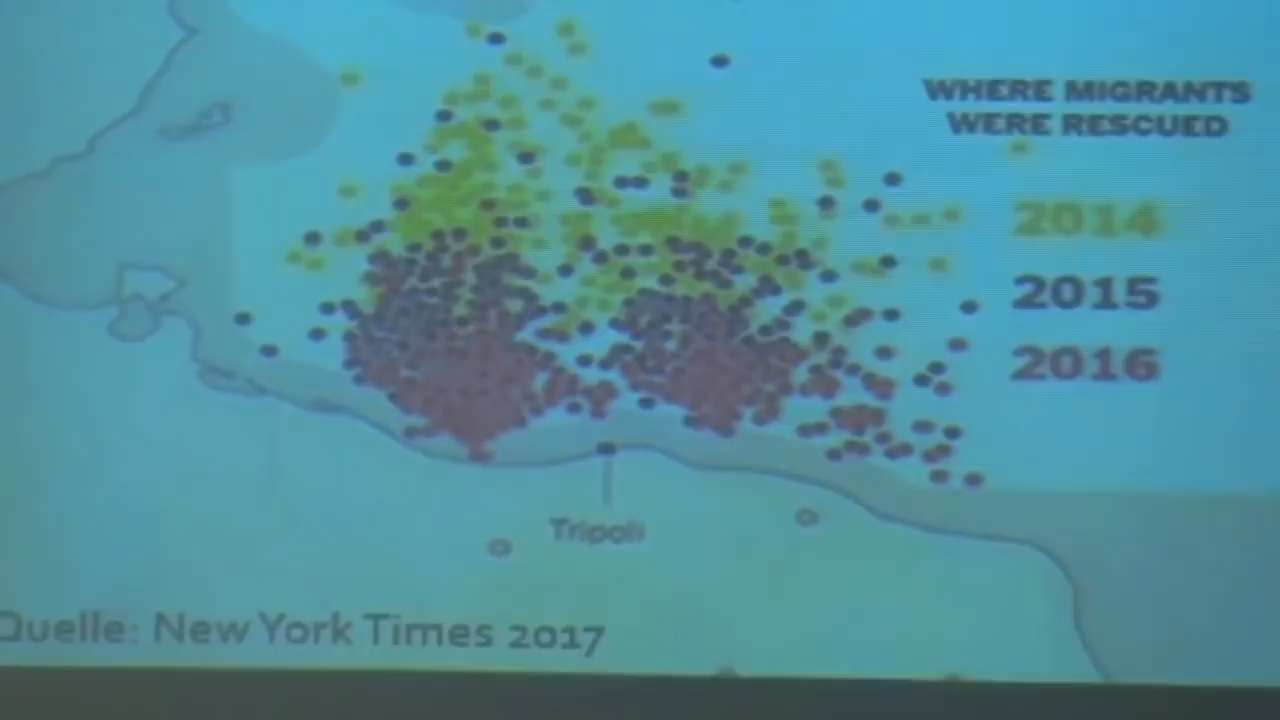 WHERE MIGRANTS
WERE RESCUED
2014
2015
2016
Tripoli
Quelle: New York Times 2017